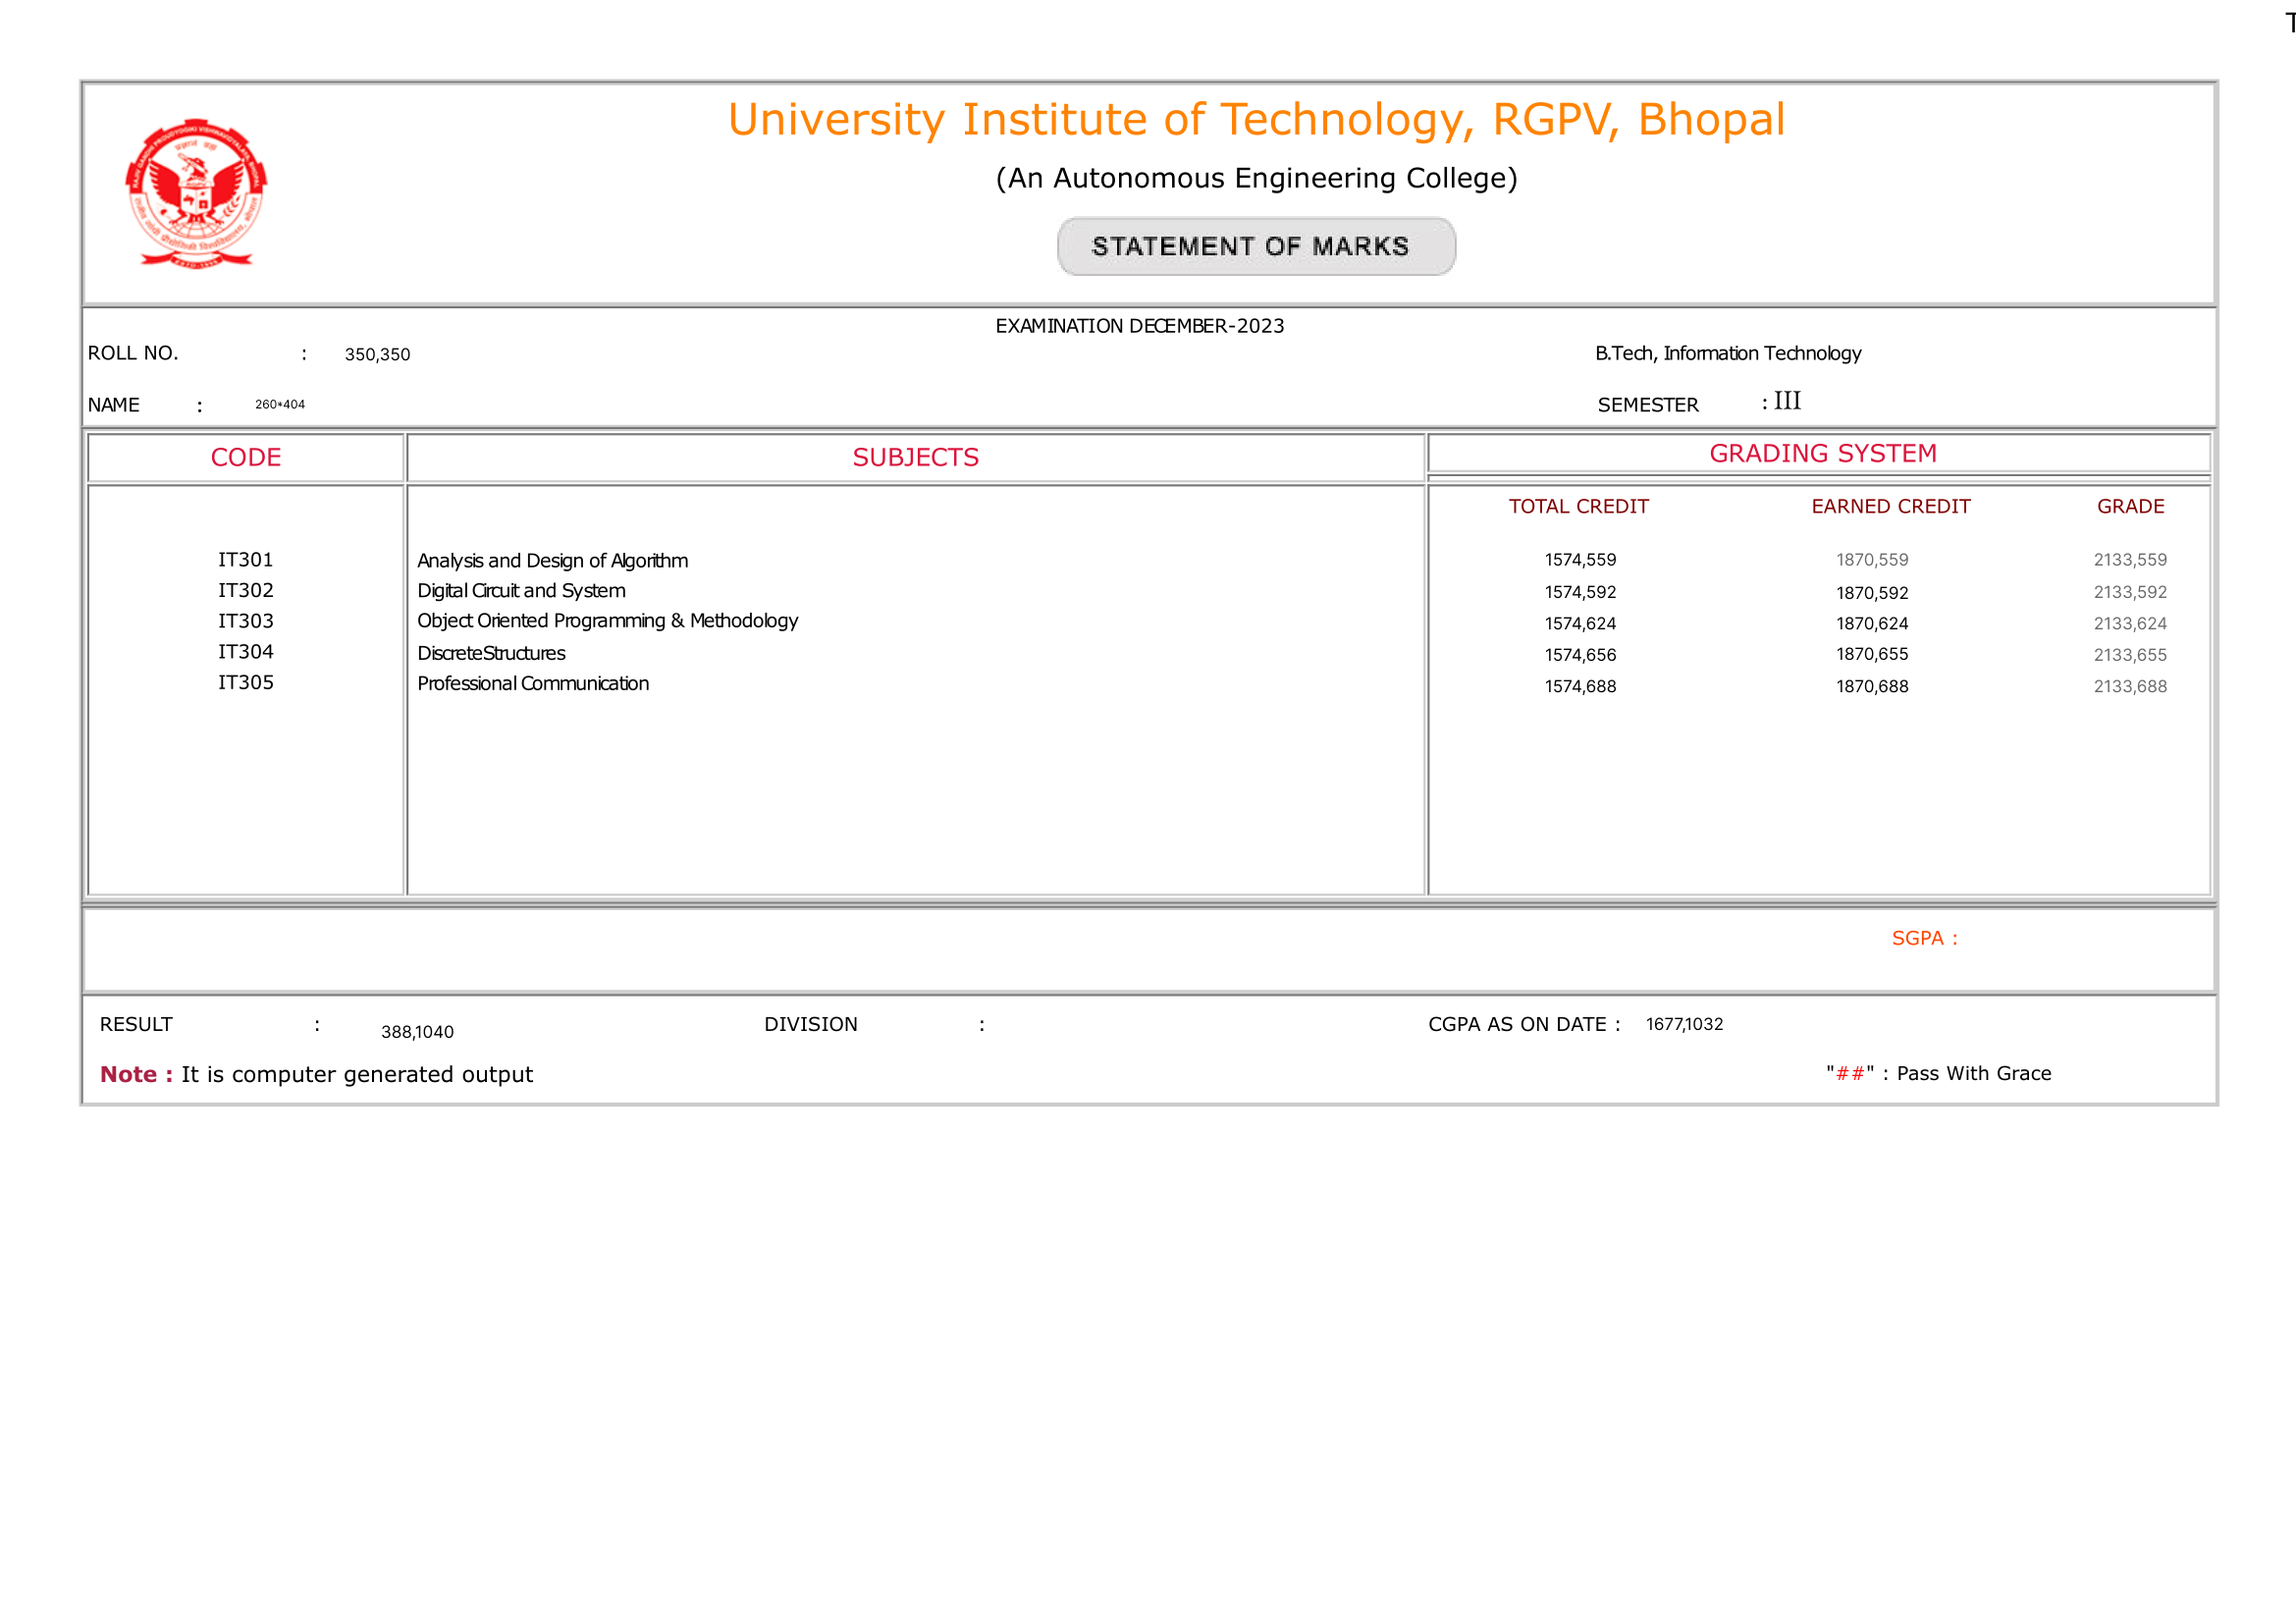 T
University Institute of Technology, RGPV, Bhopal
(An Autonomous Engineering College)
STATEMENT OF MARKS
EXAMINATION DECEMBER-2023
ROLL NO. : 350,350 B.Tech, Information Technology
NAME : 260*404 SEMESTER : III
CODE SUBJECTS GRADING SYSTEM
TOTAL CREDIT EARNED CREDIT GRADE
IT301 Analysis and Design of Algorithm 1574,559 1870,559 2133,559
IT302 Digital Circuit and System 1574,592 1870,592 2133,592
IT303 Object Oriented Programming & Methodology 1574,624 1870,624 2133,624
IT304 DiscreteStructures 1574,656 1870,655 2133,655
IT305 Professional Communication 1574,688 1870,688 2133,688
SGPA :
RESULT : 388,1040 DIVISION : CGPA AS ON DATE : 1677,1032
Note : It is computer generated output "##" : Pass With Grace